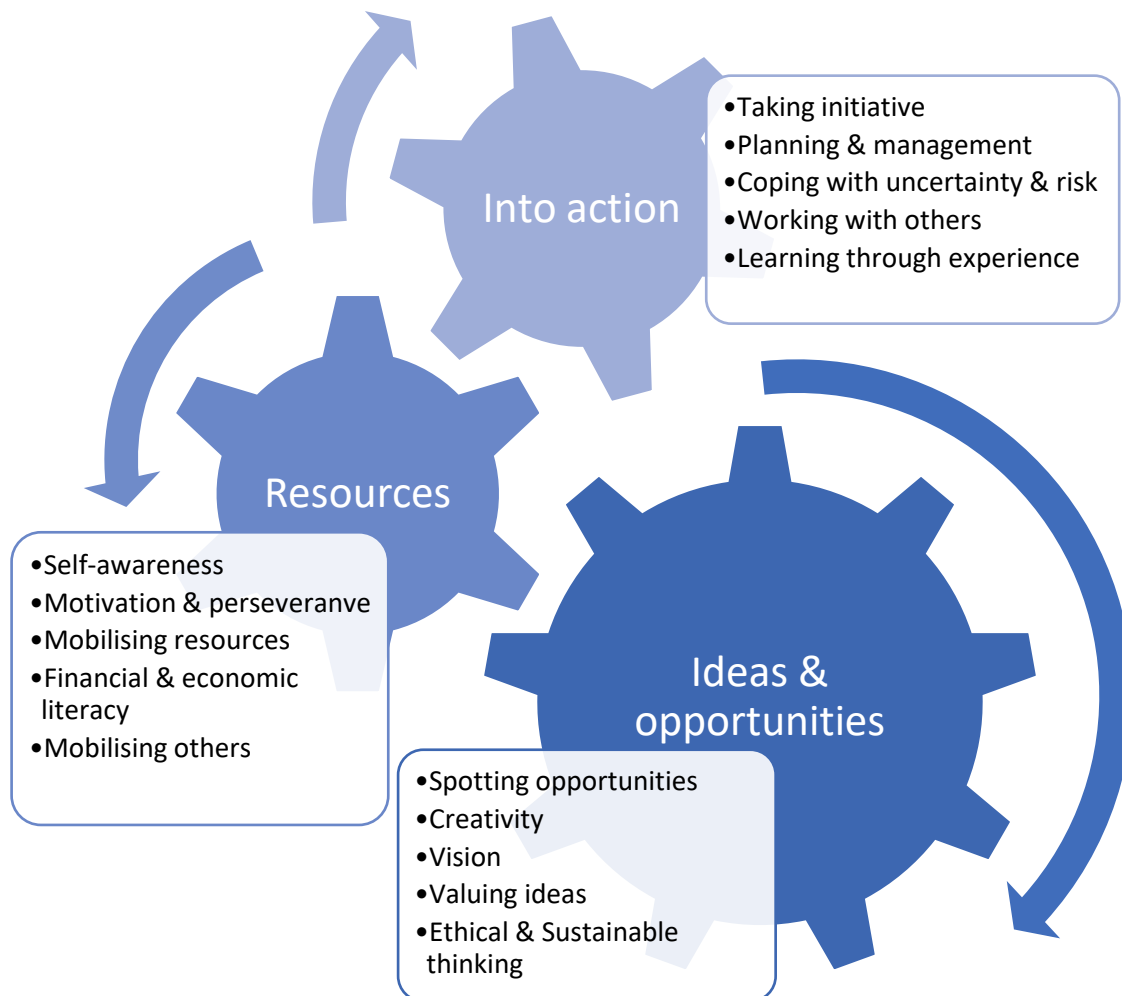 Into action
•Taking initiative
•Planning & management
•Coping with uncertainty & risk
•Working with others
•Learning through experience
Resources
•Self-awareness
•Motivation & perseveranve
•Mobilising resources
•Financial & economic
literacy
•Mobilising others
Ideas &
opportunities
•Spotting opportunities
•Creativity
•Vision
•Valuing ideas
•Ethical & Sustainable
thinking